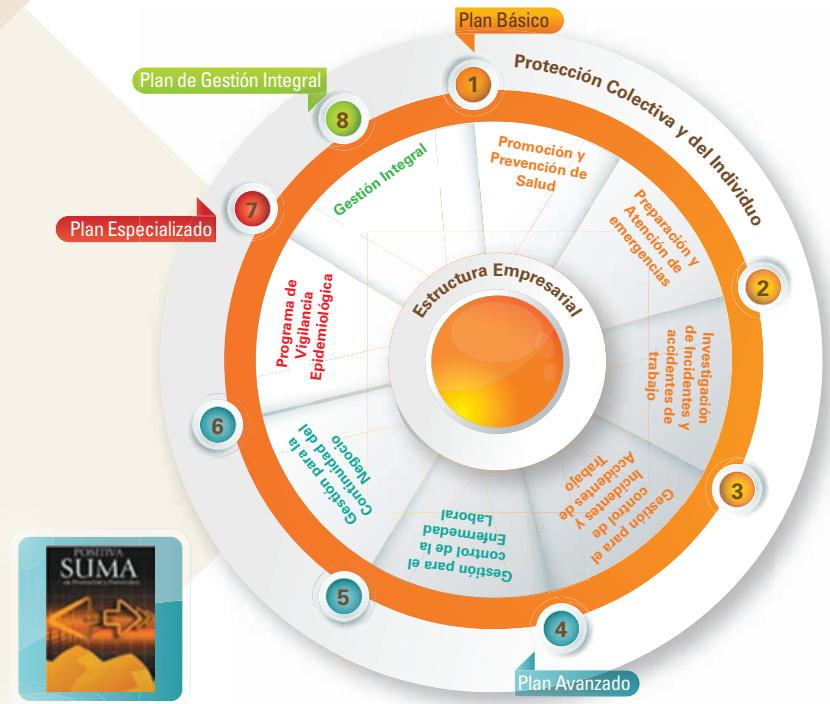 Plan Básico
Protección Colectiva y del Individuo
Plan de Gestión Integral
1
8
Promoción y
Prevención de
Salud
Gestión Integral
7
Plan Especializado
Preparación y
Atención de
emergencias
2
Estructura Empresarial
Programa de
Vigilancia
Epidemiológica
Investigación
de Incidentes y
accidentes de
trabajo
6
Gestión para la
Continuidad del
Negocio
Gestión para el
control de
Incidentes y
Accidentes de
Trabajo
3
Gestión para el
control de la
Enfermedad
Laboral
5
4
Plan Avanzado
POSITIVA
SUMA